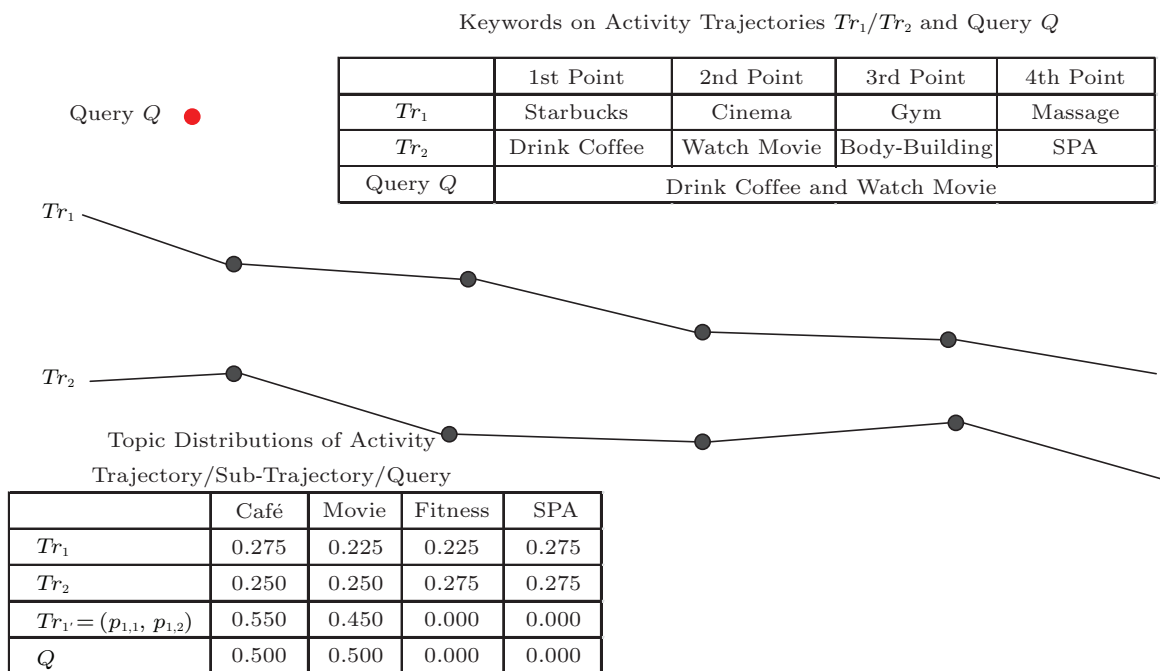 Keywords on Activity Trajectories Tr₁/Tr₂ and Query Q
1st Point 2nd Point 3rd Point 4th Point
Tr₁ Starbucks Cinema Gym Massage
Tr₂ Drink Coffee Watch Movie Body-Building SPA
Query Q Drink Coffee and Watch Movie
Query Q
Tr₁
Tr₂
Topic Distributions of Activity
Trajectory/Sub-Trajectory/Query
Café Movie Fitness SPA
Tr₁ 0.275 0.225 0.225 0.275
Tr₂ 0.250 0.250 0.275 0.275
Tr₁′ = (p₁,₁, p₁,₂) 0.550 0.450 0.000 0.000
Q 0.500 0.500 0.000 0.000